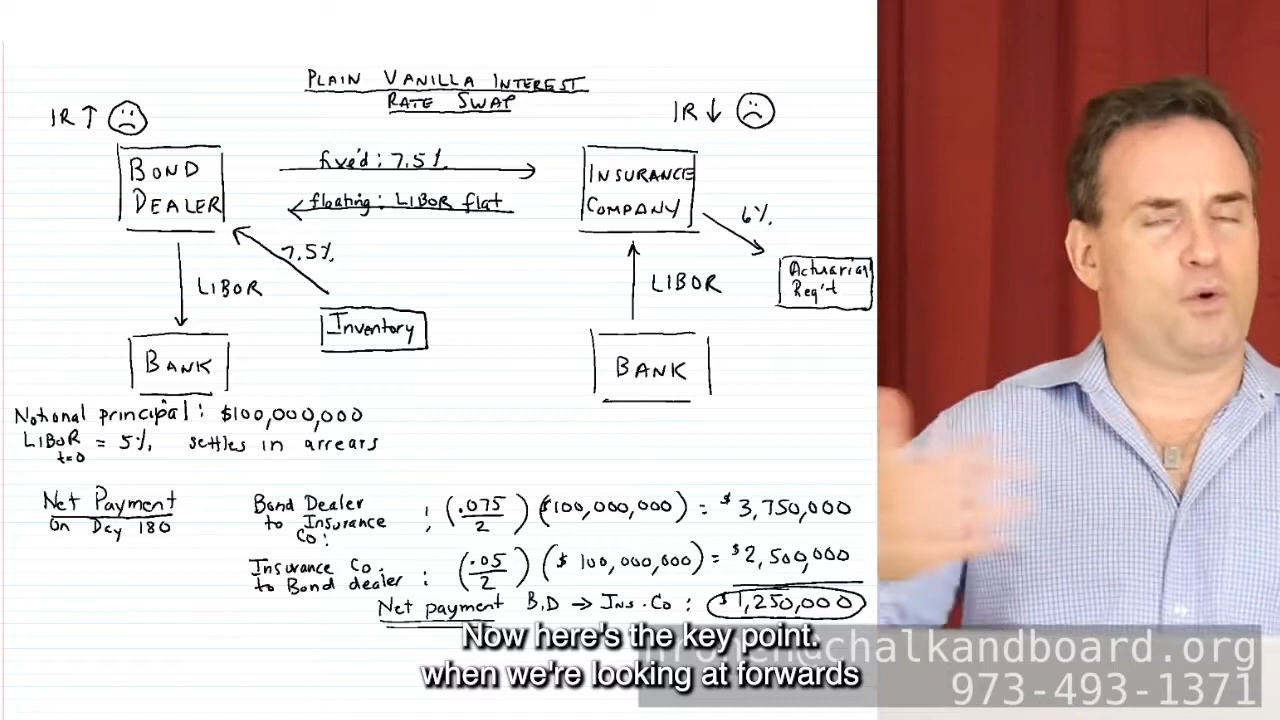 PLAIN VANILLA INTEREST
RATE SWAP
IR ↑
IR ↓
BOND
DEALER
fixed: 7.5%
floating: LIBOR flat
INSURANCE
COMPANY
6%
7.5%
LIBOR
LIBOR
Actuarial
Req't
Inventory
BANK
BANK
Notional principal: $100,000,000
LIBOR t=0 = 5% settles in arrears
Net Payment
On Day 180
Bond Dealer
to Insurance
Co:
: (.075/2) ($100,000,000) = $3,750,000
Insurance Co.
to Bond dealer : (.05/2) ($ 100,000,000) = $2,500,000
Net payment B.D → Ins. Co: $1,250,000
Now here's the key point.
when we're looking at forwards
chalkandboard.org
973-493-1371